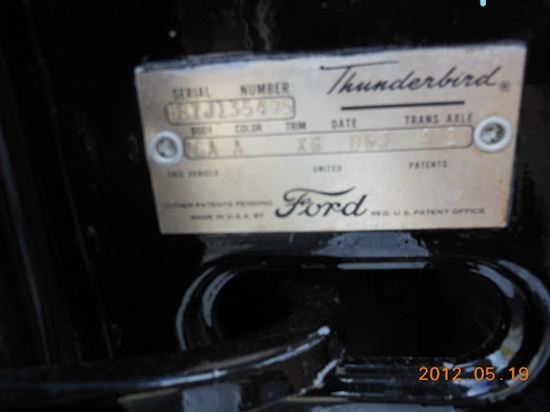 Thunderbird®
SERIAL NUMBER
BODY COLOR TRIM DATE TRANS AXLE
A XG
THIS VEHICLE UNITED PATENTS.
OTHER PATENTS PENDING
MADE IN U.S.A. BY Ford REG. U.S. PATENT OFFICE
2012.05.19